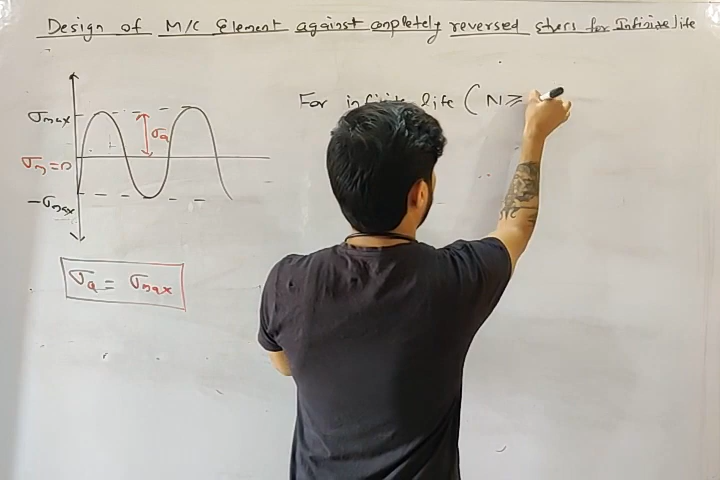 Design of M/C Element against conpletely reversed stress for Infinite life
σmax
σa
σm=0
-σmax
σa = σmax
For infinite life ( N≥